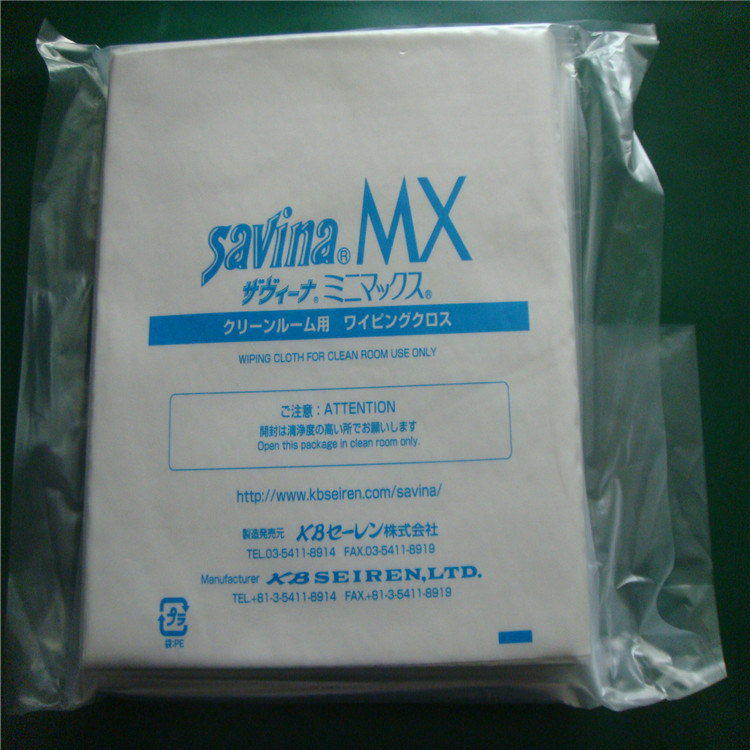 Savina® MX
ザヴィーナ® ミニマックス®
クリーンルーム用 ワイピングクロス
WIPING CLOTH FOR CLEAN ROOM USE ONLY
ご注意 : ATTENTION
開封は清浄度の高い所でお願いします
Open this package in clean room only.
http://www.kbseiren.com/savina/
製造発売元 KBセーレン株式会社
TEL.03-5411-8914 FAX.03-5411-8919
Manufacturer KB SEIREN,LTD.
TEL.+81-3-5411-8914 FAX.+81-3-5411-8919
プラ
袋:PE